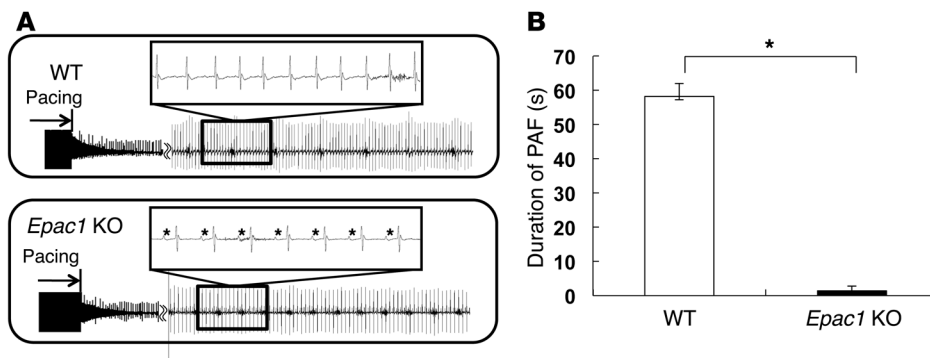 A
WT
Pacing
Epac1 KO
* * * * * * *
Pacing
B
*
Duration of PAF (s)
70
60
50
40
30
20
10
0
WT
Epac1 KO